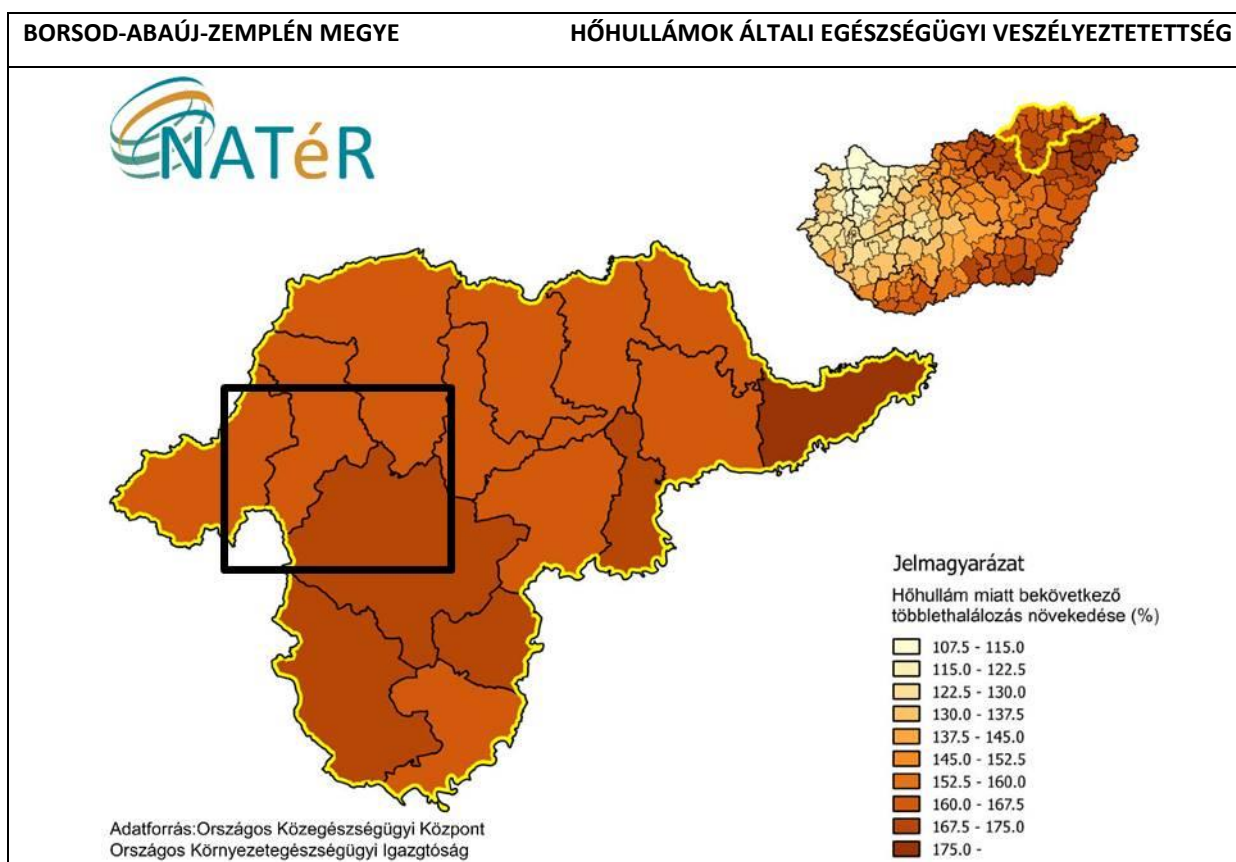 BORSOD-ABAÚJ-ZEMPLÉN MEGYE HŐHULLÁMOK ÁLTALI EGÉSZSÉGÜGYI VESZÉLYEZTETETTSÉG
NATéR
Jelmagyarázat
Hőhullám miatt bekövetkező
többlethalálozás növekedése (%)
107.5 - 115.0
115.0 - 122.5
122.5 - 130.0
130.0 - 137.5
137.5 - 145.0
145.0 - 152.5
152.5 - 160.0
160.0 - 167.5
167.5 - 175.0
175.0 -
Adatforrás:Országos Közegészségügyi Központ
Országos Környezetegészségügyi Igazgtóság